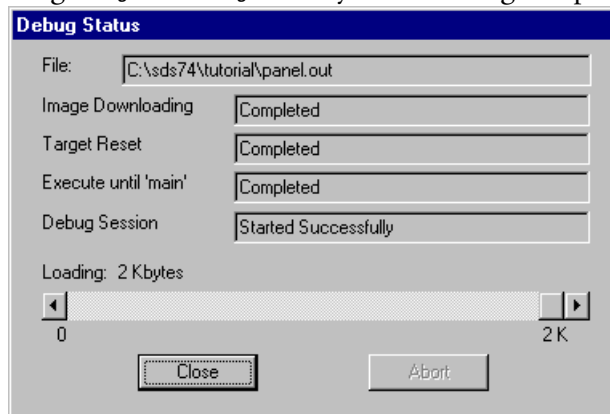 Debug Status
File: C:\sds74\tutorial\panel.out
Image Downloading Completed
Target Reset Completed
Execute until 'main' Completed
Debug Session Started Successfully
Loading: 2 Kbytes
0 2 K
Close Abort